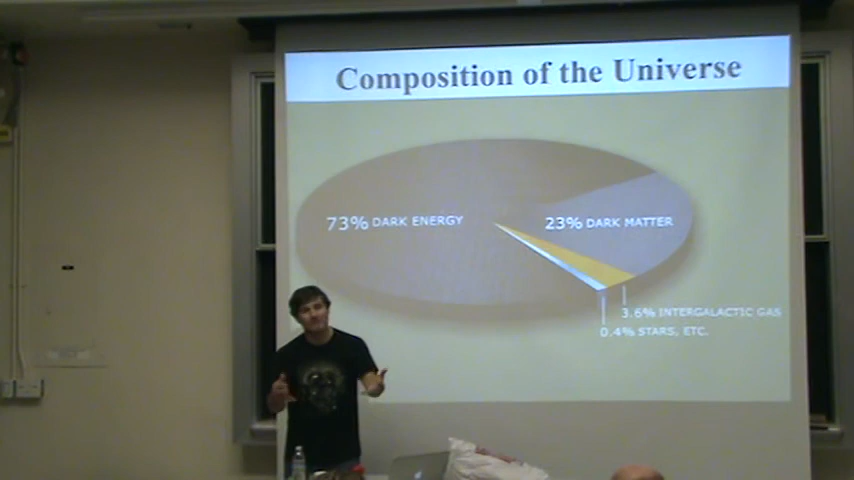 Composition of the Universe
73% DARK ENERGY
23% DARK MATTER
3.6% INTERGALACTIC GAS
0.4% STARS, ETC.